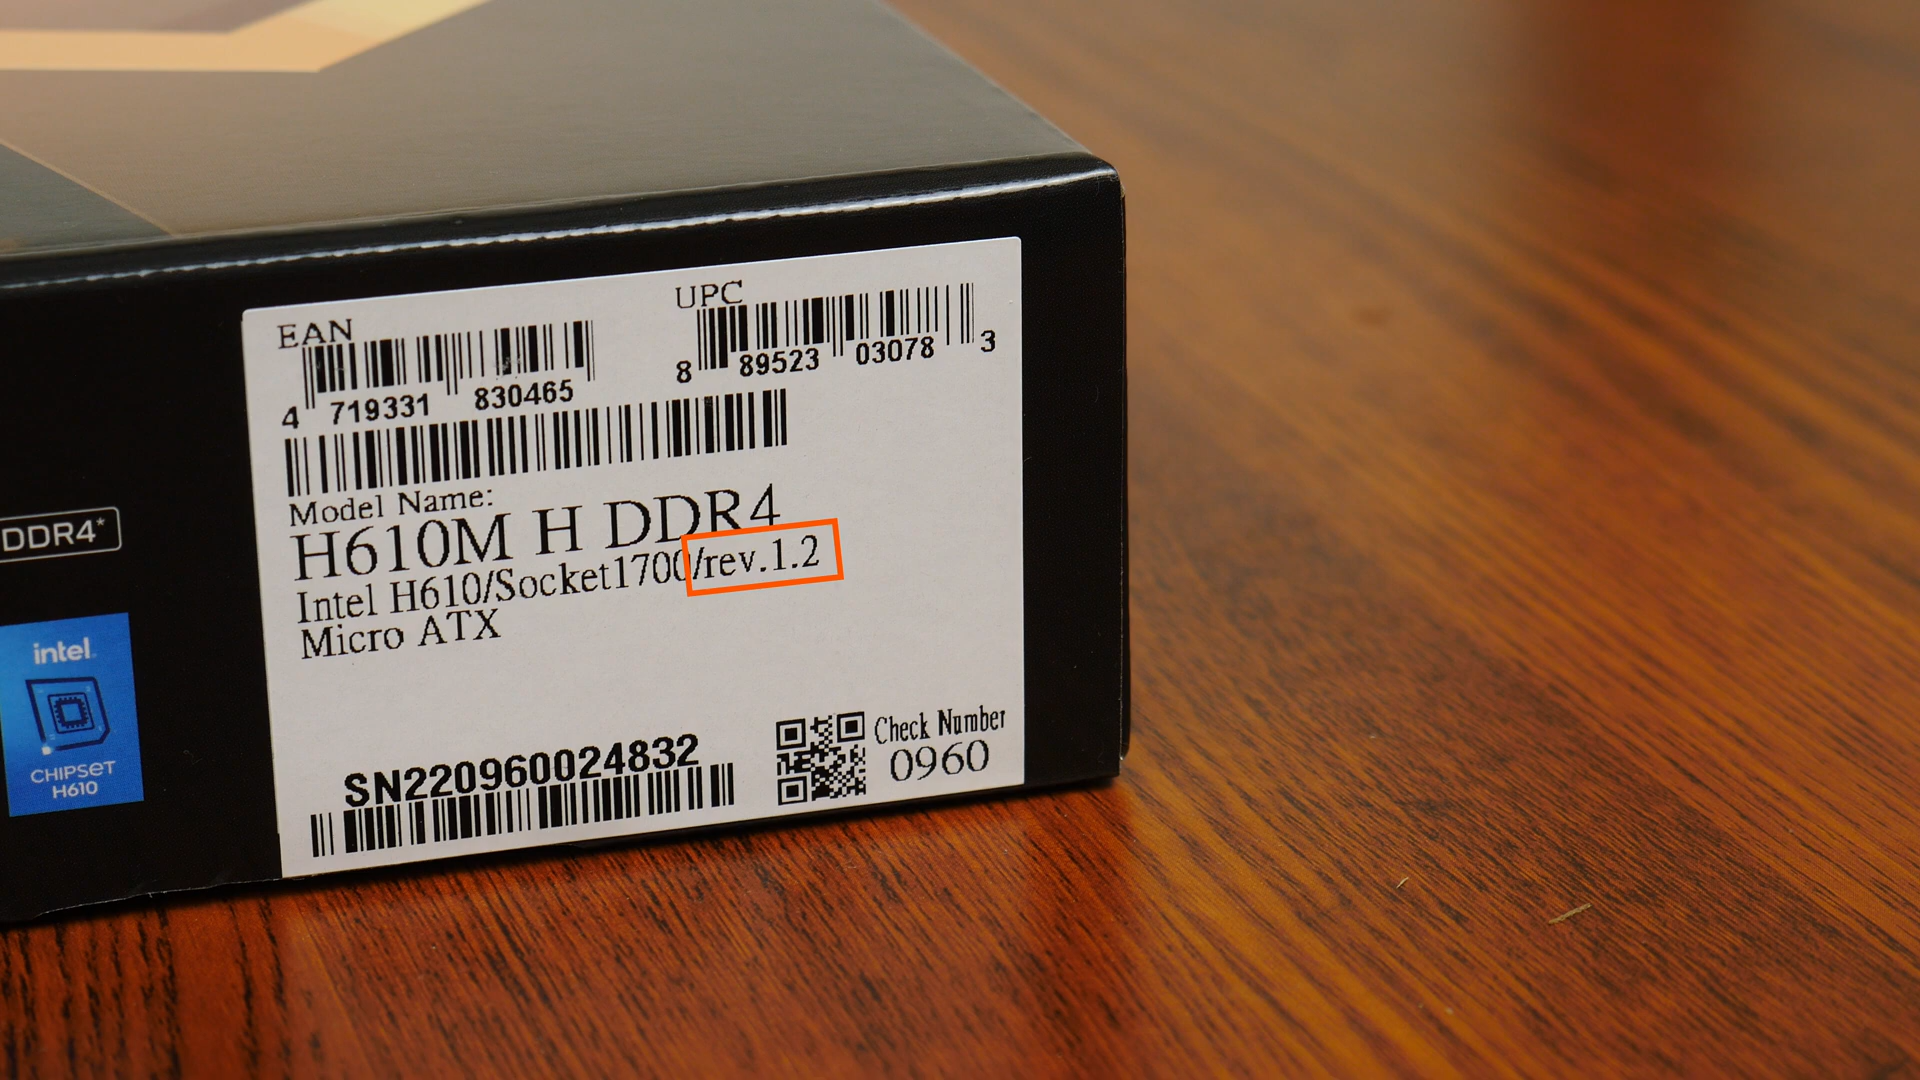 DDR4*
intel
CHIPSET
H610
EAN
4 719331 830465
UPC
8 89523 03078 3
Model Name:
H610M H DDR4
Intel H610/Socket1700/rev.1.2
Micro ATX
SN220960024832
Check Number
0960